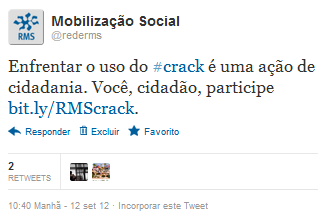 RMS
Mobilização Social
@rederms
Enfrentar o uso do #crack é uma ação de
cidadania. Você, cidadão, participe
bit.ly/RMScrack.
Responder Excluir Favorito
2
RETWEETS
10:40 Manhã - 12 set 12 · Incorporar este Tweet